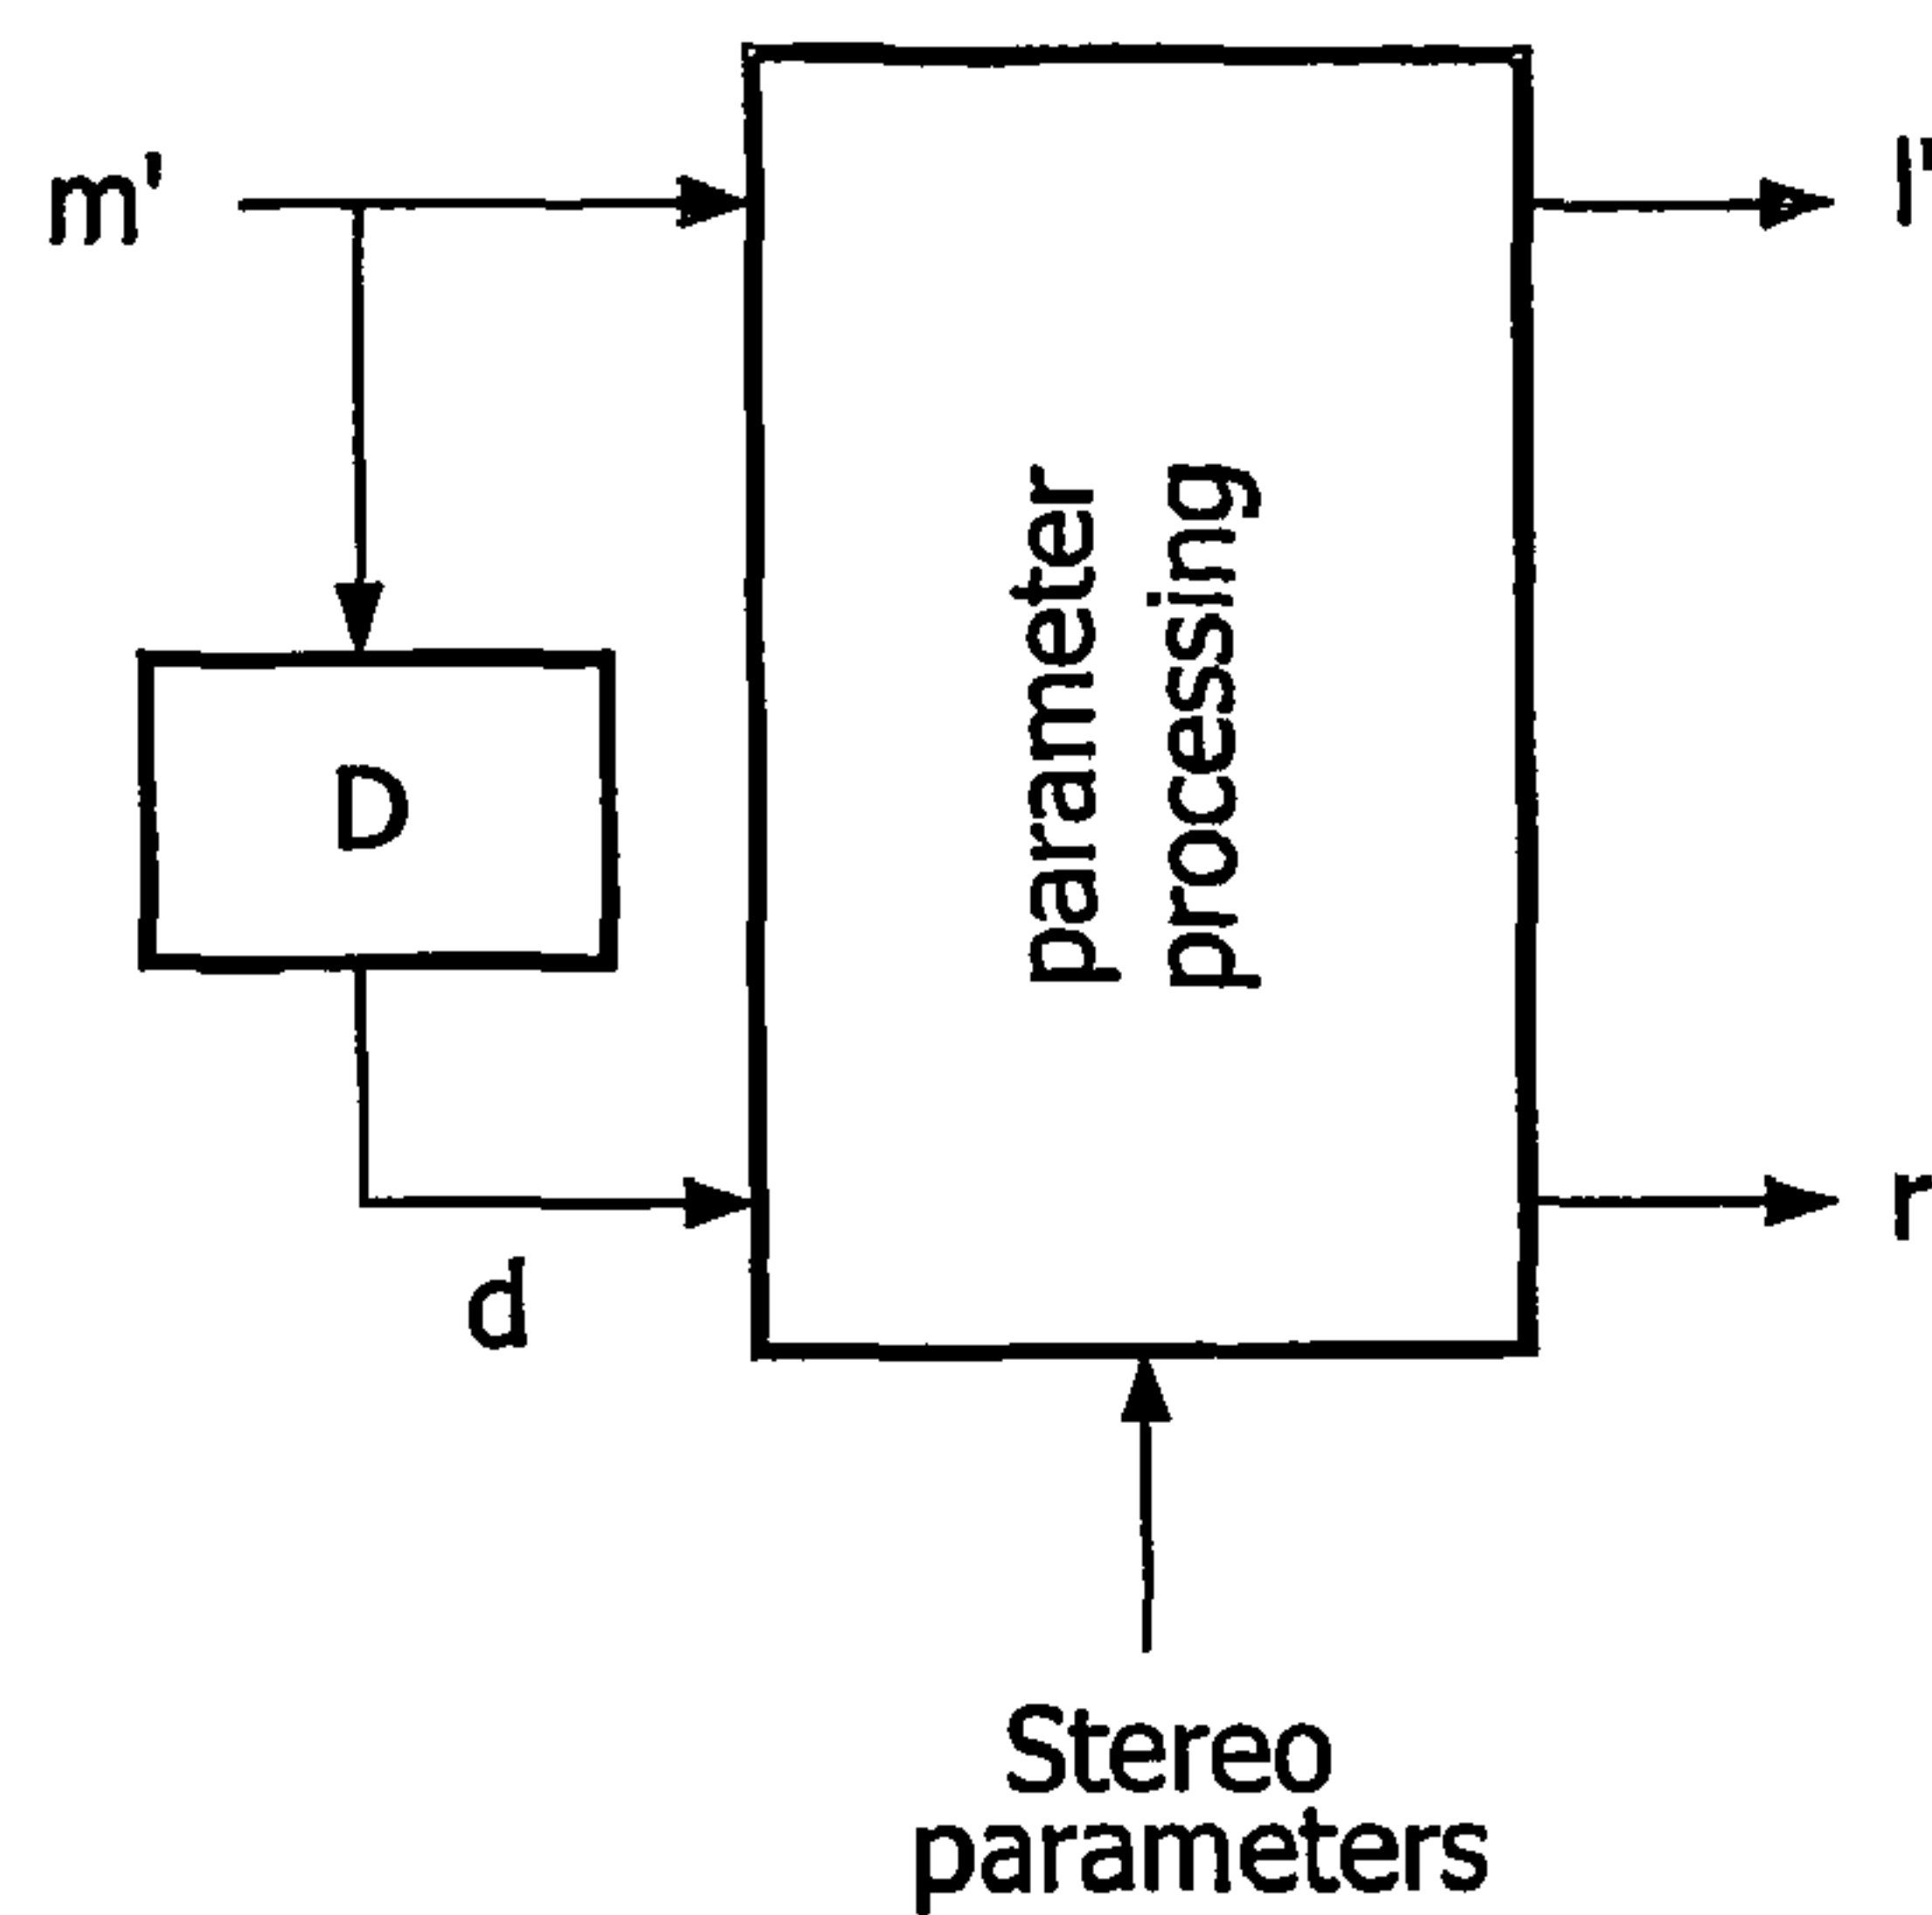 m'
l'
D
parameter
processing
r
d
Stereo
parameters